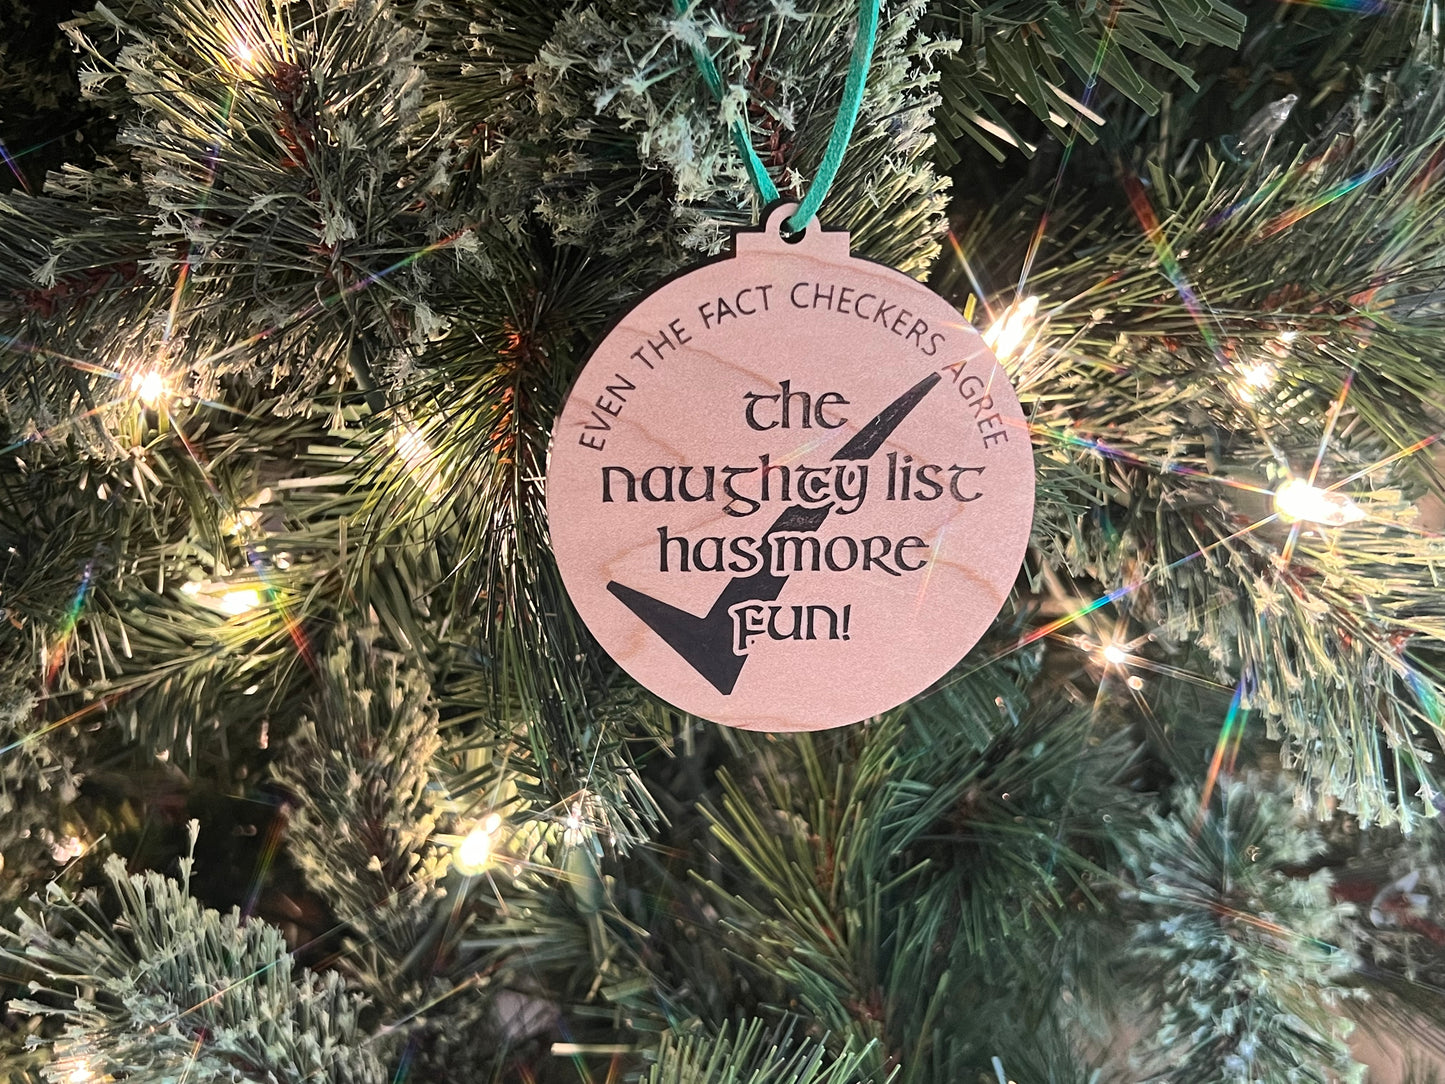 EVEN THE FACT CHECKERS AGREE
the
naughty list
has more
fun!